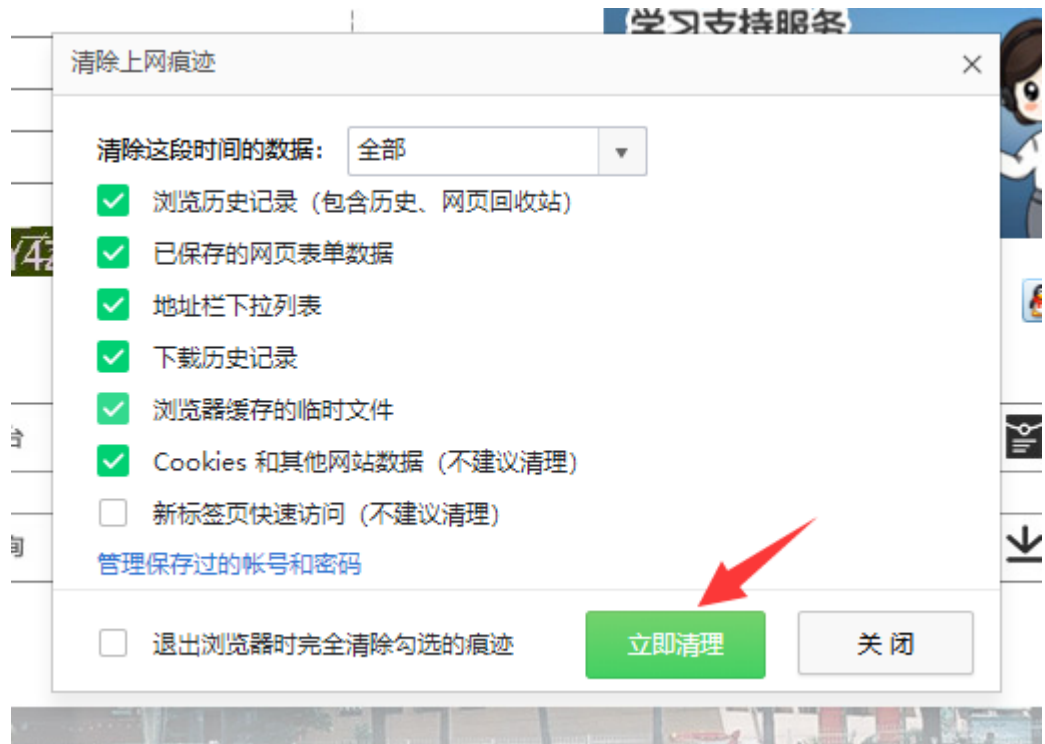 学习支持服务
清除上网痕迹
清除这段时间的数据： 全部
浏览历史记录（包含历史、网页回收站）
已保存的网页表单数据
地址栏下拉列表
下载历史记录
浏览器缓存的临时文件
台
Cookies 和其他网站数据（不建议清理）
新标签页快速访问（不建议清理）
询
管理保存过的帐号和密码
退出浏览器时完全清除勾选的痕迹 立即清理 关 闭